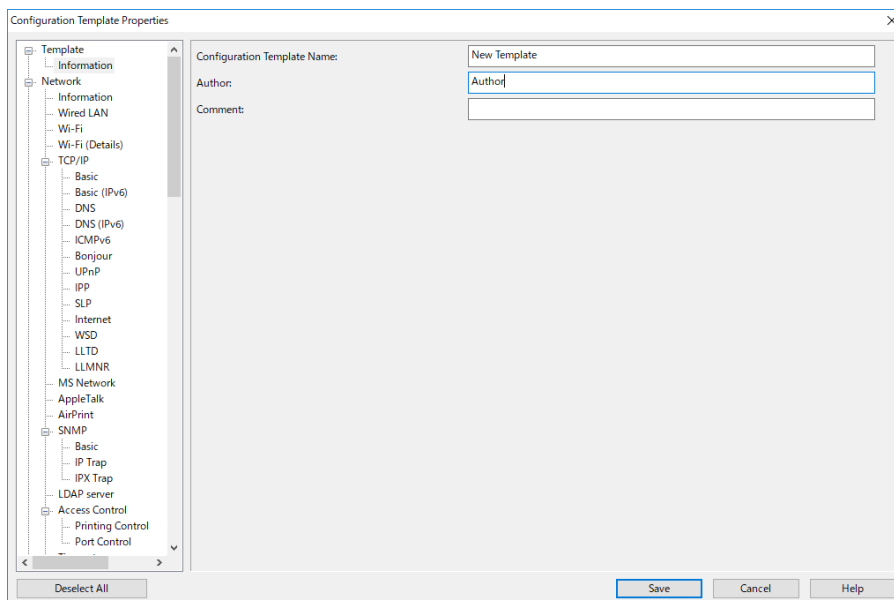 Configuration Template Properties
Template
Information
Network
Information
Wired LAN
Wi-Fi
Wi-Fi (Details)
TCP/IP
Basic
Basic (IPv6)
DNS
DNS (IPv6)
ICMPv6
Bonjour
UPnP
IPP
SLP
Internet
WSD
LLTD
LLMNR
MS Network
AppleTalk
AirPrint
SNMP
Basic
IP Trap
IPX Trap
LDAP server
Access Control
Printing Control
Port Control
Configuration Template Name: New Template
Author: Author
Comment:
Deselect All Save Cancel Help